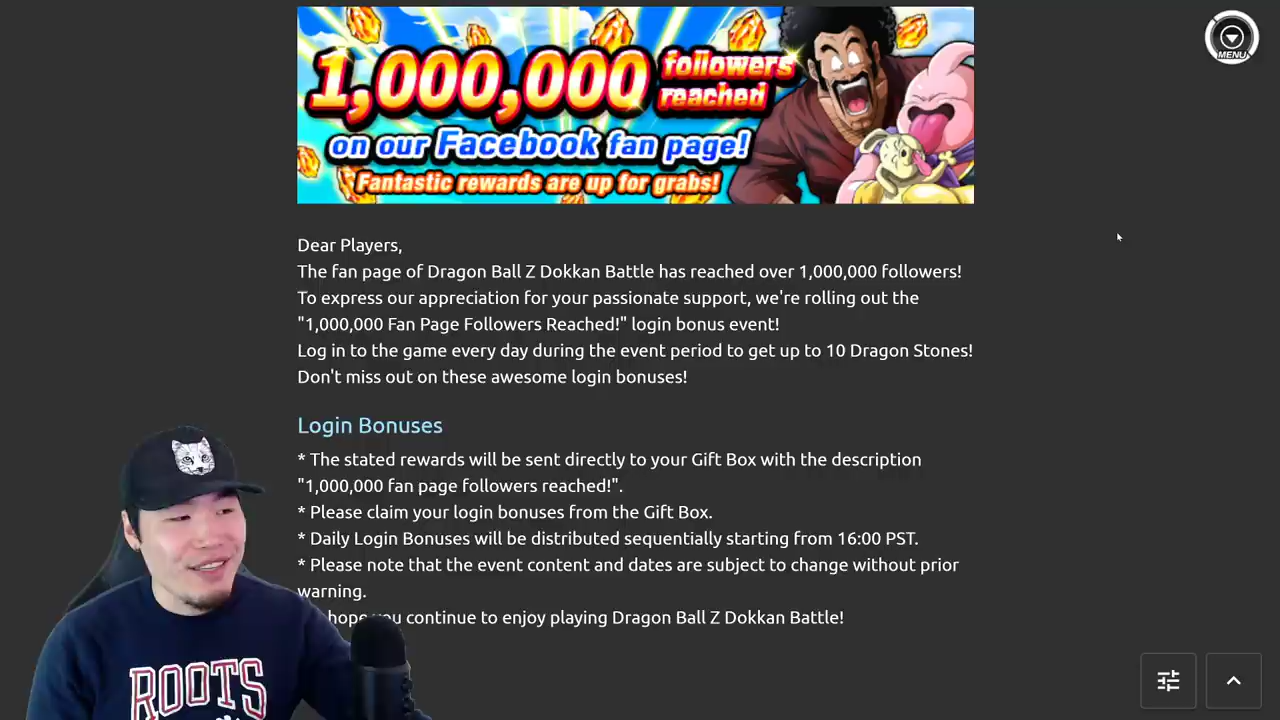 1,000,000 followers reached
on our Facebook fan page!
Fantastic rewards are up for grabs!
MENU
Dear Players,
The fan page of Dragon Ball Z Dokkan Battle has reached over 1,000,000 followers!
To express our appreciation for your passionate support, we're rolling out the
"1,000,000 Fan Page Followers Reached!" login bonus event!
Log in to the game every day during the event period to get up to 10 Dragon Stones!
Don't miss out on these awesome login bonuses!
Login Bonuses
* The stated rewards will be sent directly to your Gift Box with the description
"1,000,000 fan page followers reached!".
* Please claim your login bonuses from the Gift Box.
* Daily Login Bonuses will be distributed sequentially starting from 16:00 PST.
* Please note that the event content and dates are subject to change without prior
warning.
hope you continue to enjoy playing Dragon Ball Z Dokkan Battle!
ROOTS